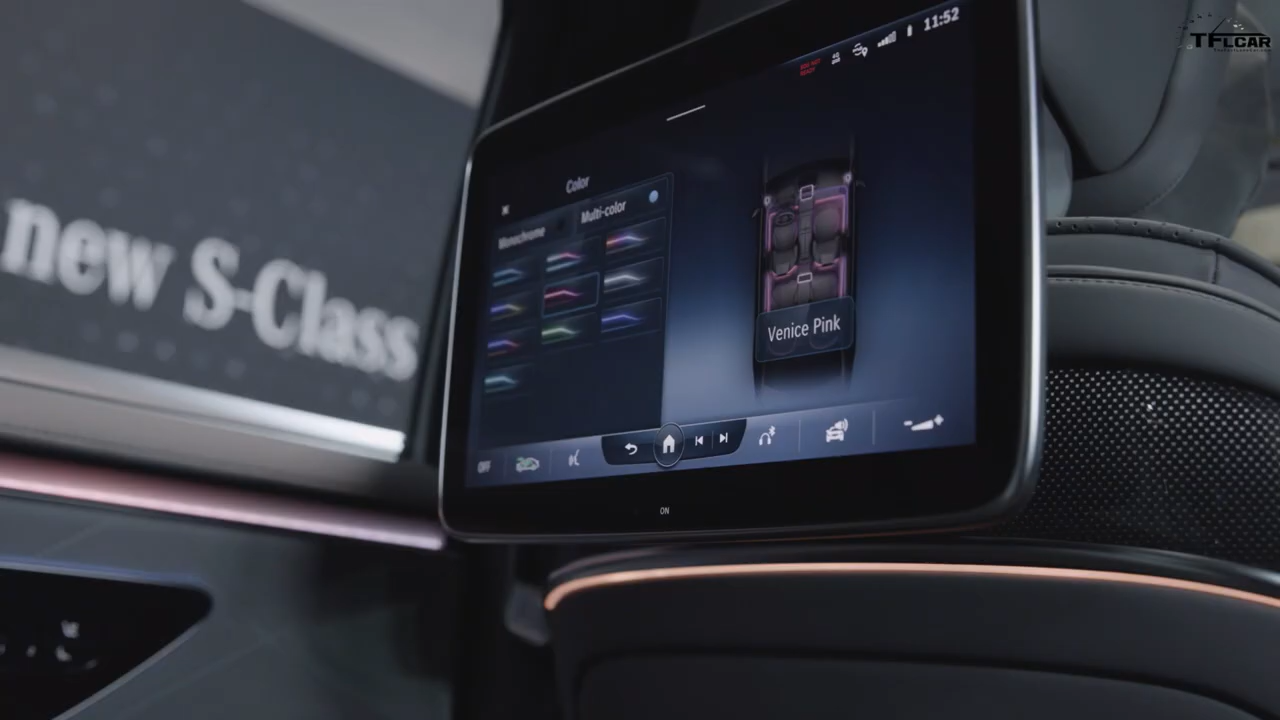 TFLCAR
11:52
new S-Class
Color
Monochrome
Multi-color
Venice Pink
OFF
ON